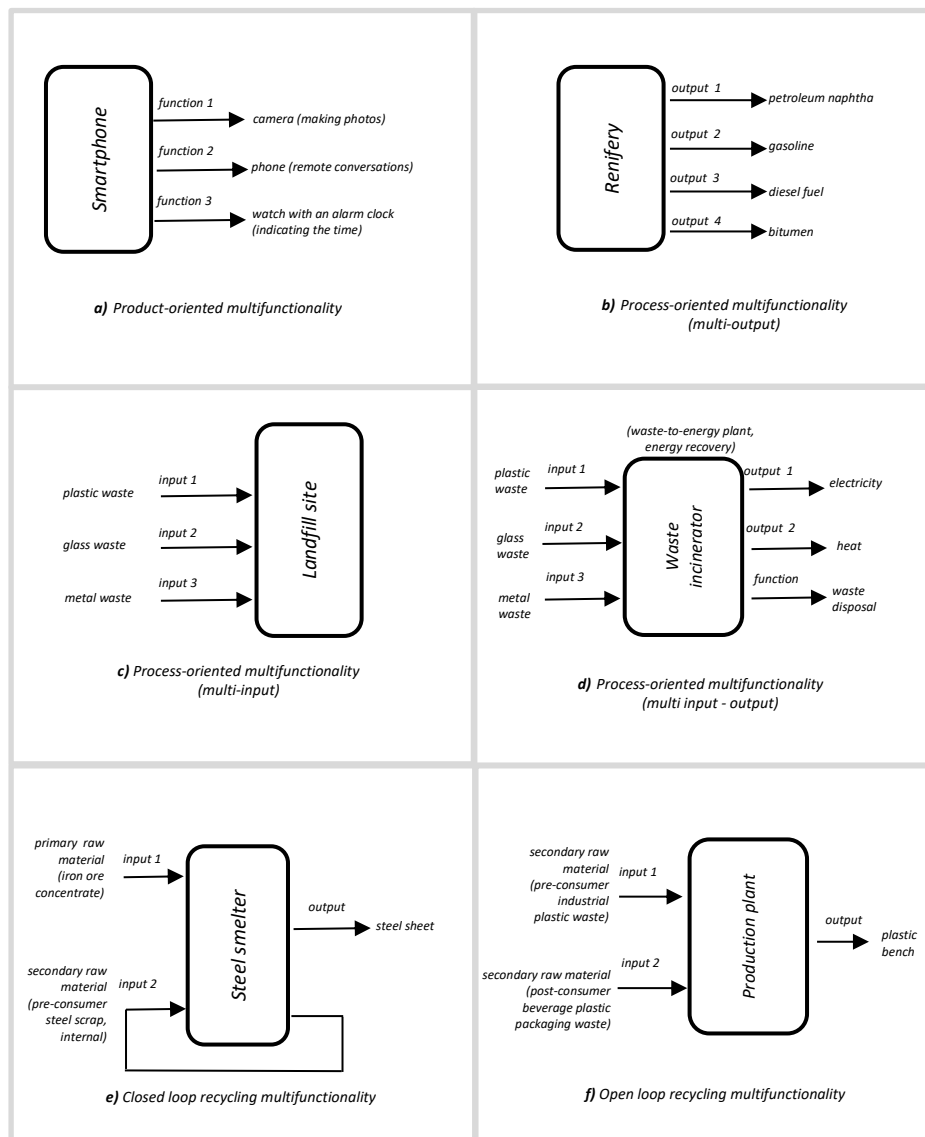 Smartphone
function 1
camera (making photos)
function 2
phone (remote conversations)
function 3
watch with an alarm clock
(indicating the time)
a) Product-oriented multifunctionality
Renifery
output 1
petroleum naphtha
output 2
gasoline
output 3
diesel fuel
output 4
bitumen
b) Process-oriented multifunctionality
(multi-output)
plastic waste
input 1
glass waste
input 2
metal waste
input 3
Landfill site
c) Process-oriented multifunctionality
(multi-input)
(waste-to-energy plant,
energy recovery)
plastic
waste
input 1
glass
waste
input 2
metal
waste
input 3
Waste
incinerator
output 1
electricity
output 2
heat
function
waste
disposal
d) Process-oriented multifunctionality
(multi input - output)
primary raw
material
(iron ore
concentrate)
input 1
secondary raw
material
(pre-consumer
steel scrap,
internal)
input 2
Steel smelter
output
steel sheet
e) Closed loop recycling multifunctionality
secondary raw
material
(pre-consumer
industrial
plastic waste)
input 1
secondary raw material
(post-consumer
beverage plastic
packaging waste)
input 2
Production plant
output
plastic
bench
f) Open loop recycling multifunctionality